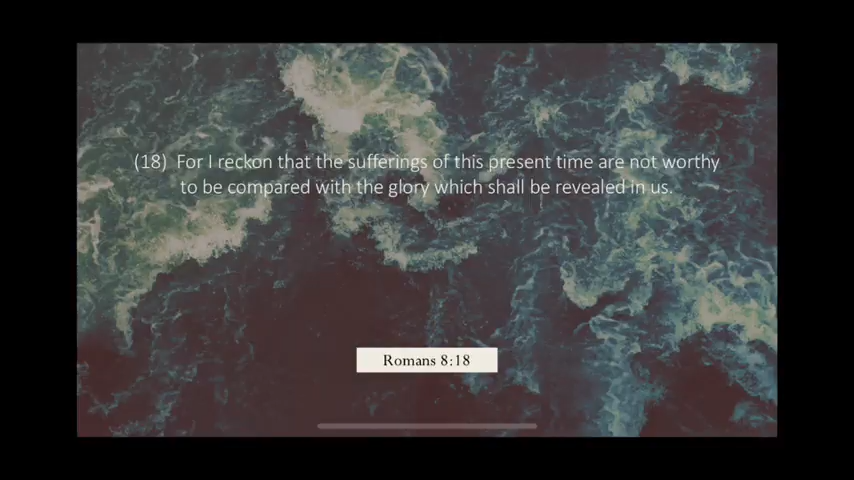 (18) For I reckon that the sufferings of this present time are not worthy
to be compared with the glory which shall be revealed in us.
Romans 8:18